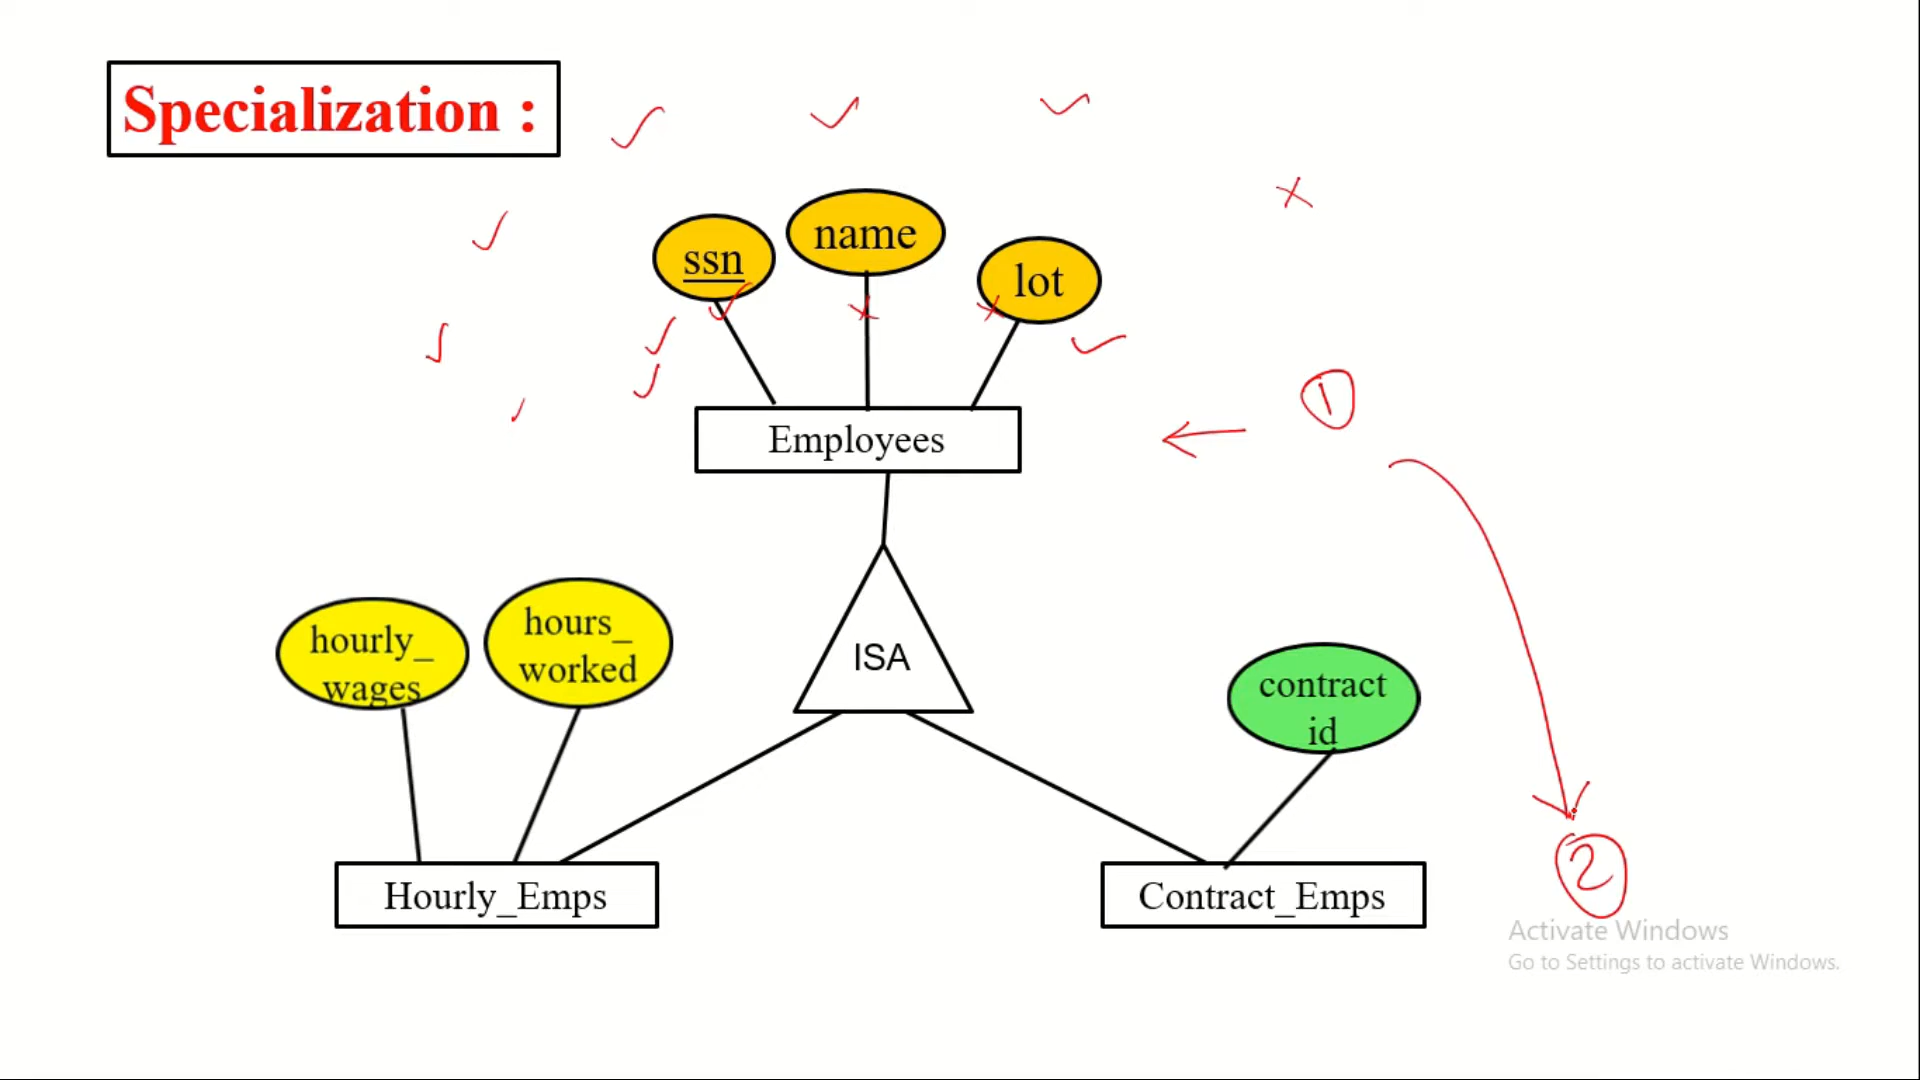 Specialization :
ssn
name
lot
1
Employees
hourly_
wages
hours_
worked
ISA
contract
id
2
Hourly_Emps
Contract_Emps
Activate Windows
Go to Settings to activate Windows.